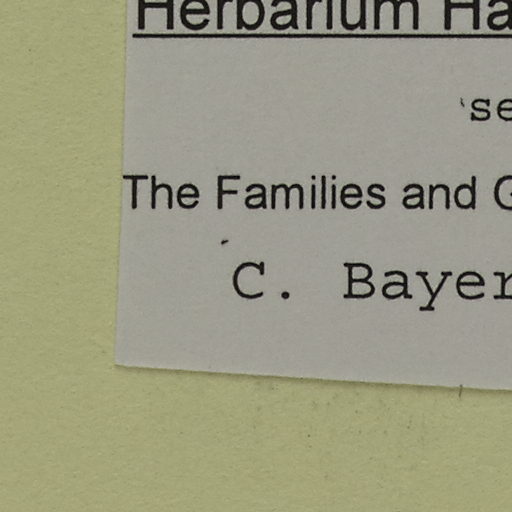 Herbarium Ha
'se
The Families and G
C. Bayer